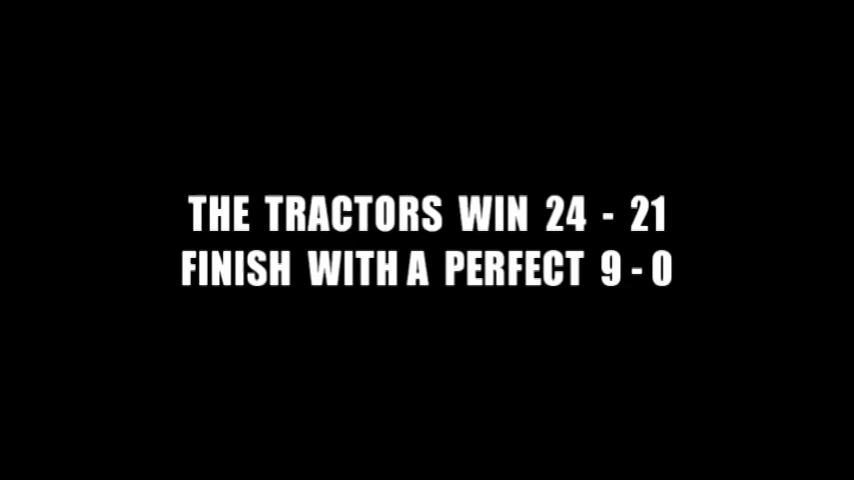 THE TRACTORS WIN 24 - 21
FINISH WITH A PERFECT 9 - 0